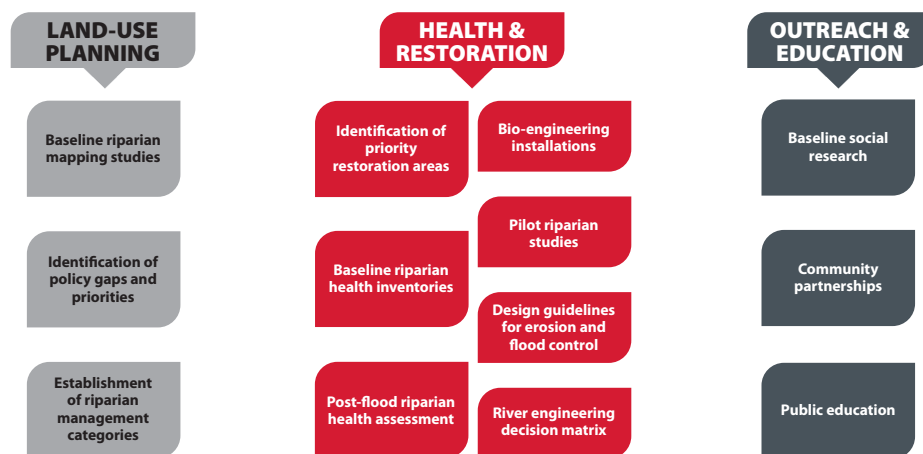 LAND-USE
PLANNING
Baseline riparian
mapping studies
Identification of
policy gaps and
priorities
Establishment
of riparian
management
categories
HEALTH &
RESTORATION
Identification of
priority
restoration areas
Baseline riparian
health inventories
Post-flood riparian
health assessment
Bio-engineering
installations
Pilot riparian
studies
Design guidelines
for erosion and
flood control
River engineering
decision matrix
OUTREACH &
EDUCATION
Baseline social
research
Community
partnerships
Public education